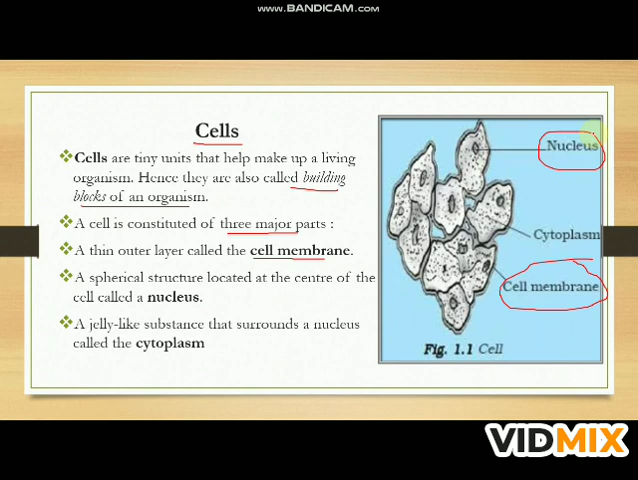 WWW.BANDICAM.COM
Cells
Cells are tiny units that help make up a living
organism. Hence they are also called building
blocks of an organism.
A cell is constituted of three major parts :
A thin outer layer called the cell membrane.
A spherical structure located at the centre of the
cell called a nucleus.
A jelly-like substance that surrounds a nucleus
called the cytoplasm
Nucleus
Cytoplasm
Cell membrane
Fig. 1.1 Cell
VIDMIX